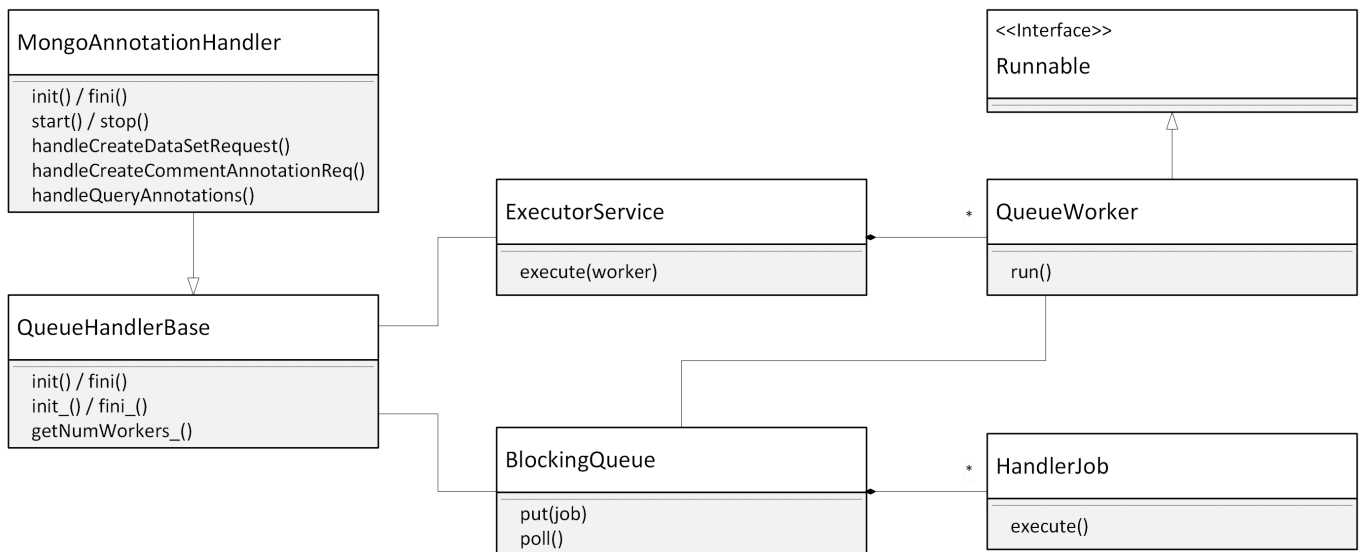 MongoAnnotationHandler
init() / fini()
start() / stop()
handleCreateDataSetRequest()
handleCreateCommentAnnotationReq()
handleQueryAnnotations()
<<Interface>>
Runnable
ExecutorService
execute(worker)
*
QueueWorker
run()
QueueHandlerBase
init() / fini()
init_() / fini_()
getNumWorkers_()
BlockingQueue
put(job)
poll()
*
HandlerJob
execute()